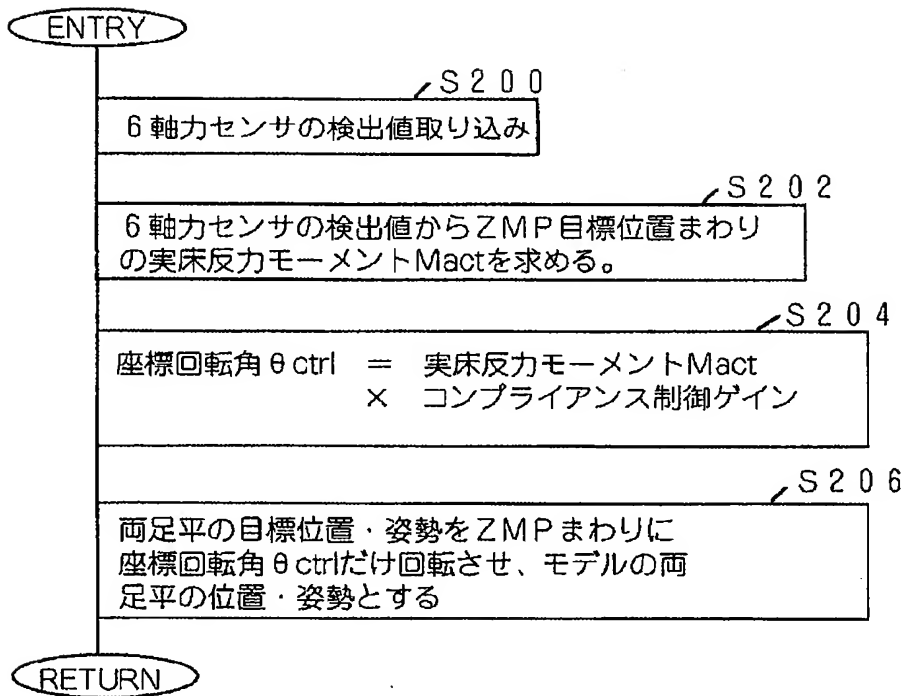 ENTRY
S200
6軸力センサの検出値取り込み
S202
6軸力センサの検出値からZMP目標位置まわり
の実床反力モーメントMactを求める。
S204
座標回転角θctrl = 実床反力モーメントMact
× コンプライアンス制御ゲイン
S206
両足平の目標位置・姿勢をZMPまわりに
座標回転角θctrlだけ回転させ、モデルの両
足平の位置・姿勢とする
RETURN